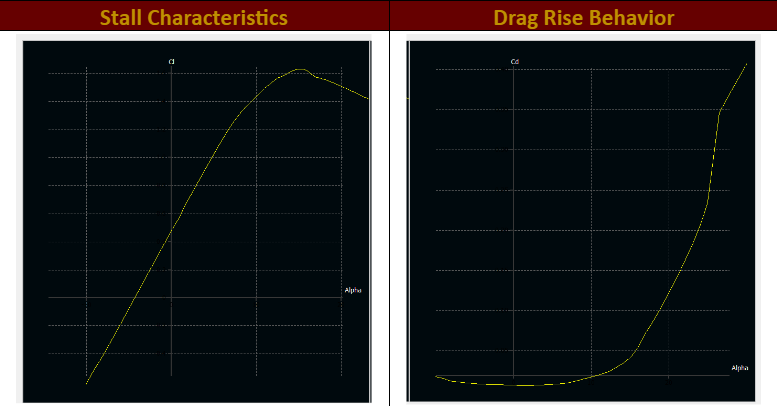 Stall Characteristics
Drag Rise Behavior
Cl
Alpha
Cd
Alpha